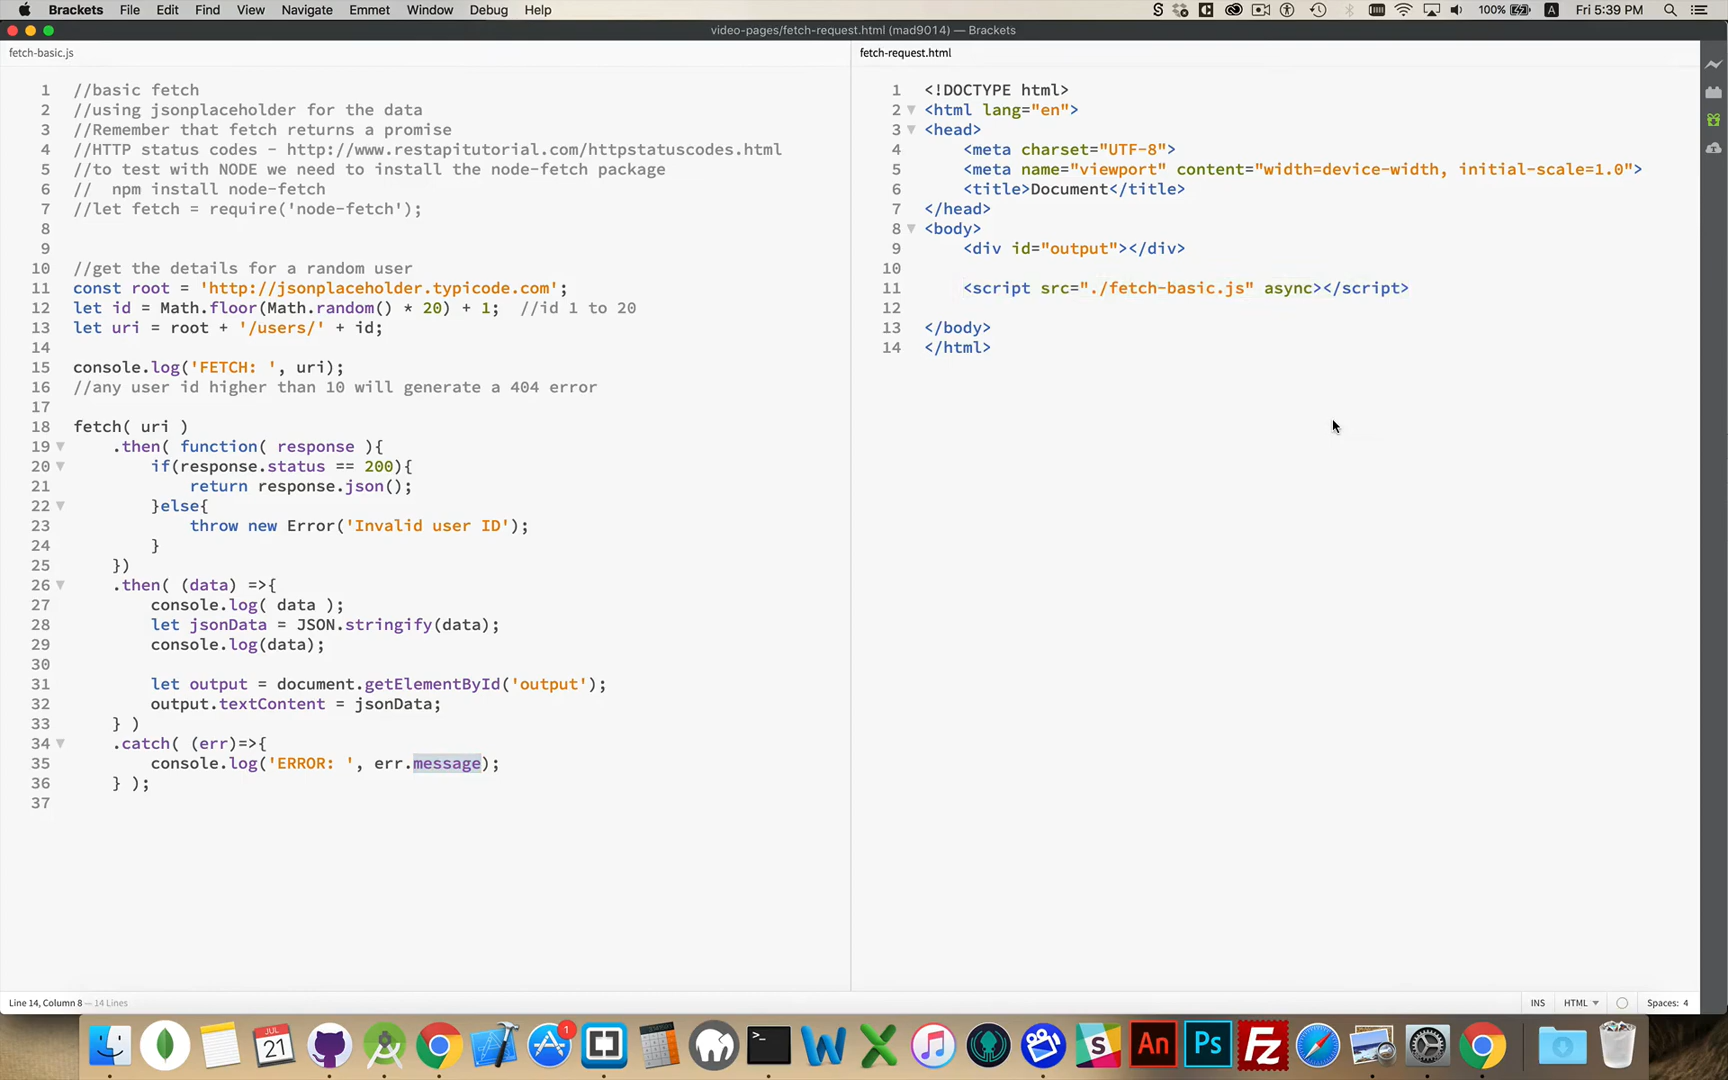 Brackets File Edit Find View Navigate Emmet Window Debug Help
100% A Fri 5:39 PM
video-pages/fetch-request.html (mad9014) — Brackets
fetch-basic.js
1 //basic fetch
2 //using jsonplaceholder for the data
3 //Remember that fetch returns a promise
4 //HTTP status codes - http://www.restapitutorial.com/httpstatuscodes.html
5 //to test with NODE we need to install the node-fetch package
6 //  npm install node-fetch
7 //let fetch = require('node-fetch');
8
9
10 //get the details for a random user
11 const root = 'http://jsonplaceholder.typicode.com';
12 let id = Math.floor(Math.random() * 20) + 1;  //id 1 to 20
13 let uri = root + '/users/' + id;
14
15 console.log('FETCH: ', uri);
16 //any user id higher than 10 will generate a 404 error
17
18 fetch( uri )
19     .then( function( response ){
20         if(response.status == 200){
21             return response.json();
22         }else{
23             throw new Error('Invalid user ID');
24         }
25     })
26     .then( (data) =>{
27         console.log( data );
28         let jsonData = JSON.stringify(data);
29         console.log(data);
30
31         let output = document.getElementById('output');
32         output.textContent = jsonData;
33     } )
34     .catch( (err)=>{
35         console.log('ERROR: ', err.message);
36     } );
37
fetch-request.html
1 <!DOCTYPE html>
2 <html lang="en">
3 <head>
4     <meta charset="UTF-8">
5     <meta name="viewport" content="width=device-width, initial-scale=1.0">
6     <title>Document</title>
7 </head>
8 <body>
9     <div id="output"></div>
10
11     <script src="./fetch-basic.js" async></script>
12
13 </body>
14 </html>
Line 14, Column 8 — 14 Lines
INS HTML Spaces: 4
JUL
21
1
An
Ps
Fz